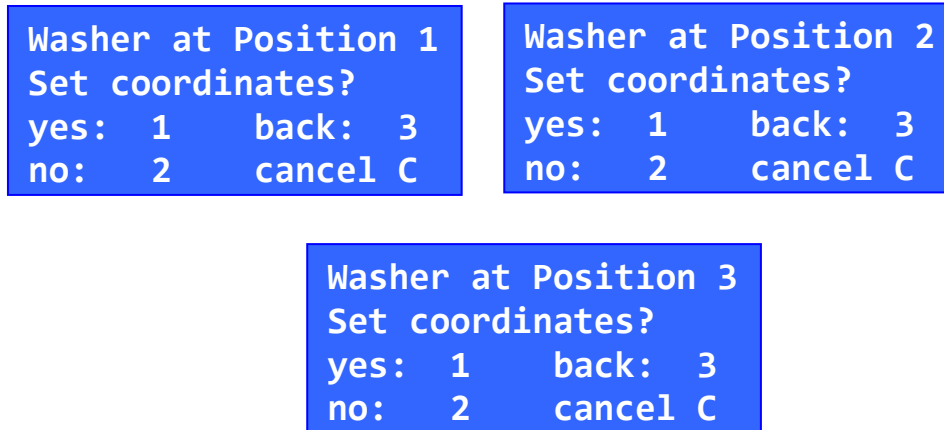 Washer at Position 1
Set coordinates?
yes: 1 back: 3
no: 2 cancel C
Washer at Position 2
Set coordinates?
yes: 1 back: 3
no: 2 cancel C
Washer at Position 3
Set coordinates?
yes: 1 back: 3
no: 2 cancel C